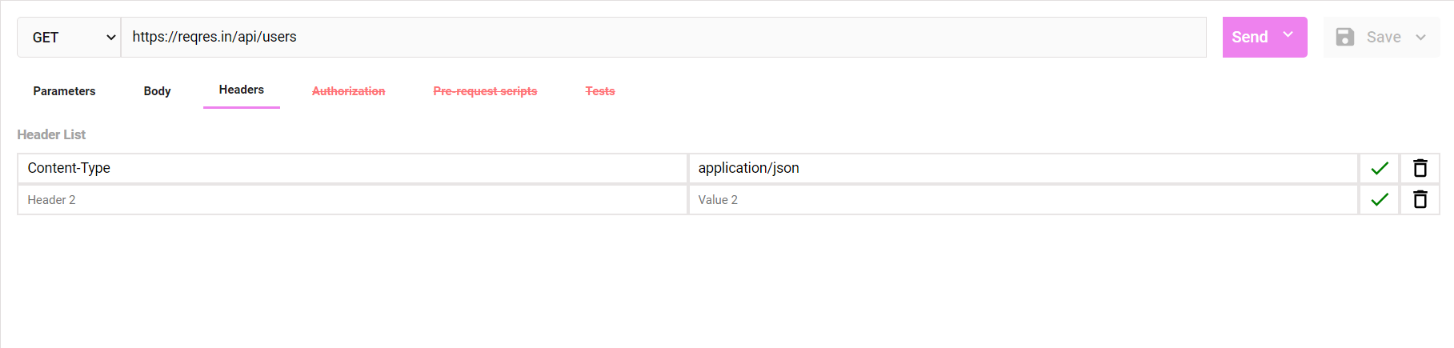 GET https://reqres.in/api/users Send Save
Parameters Body Headers Authorization Pre-request scripts Tests
Header List
Content-Type application/json
Header 2 Value 2